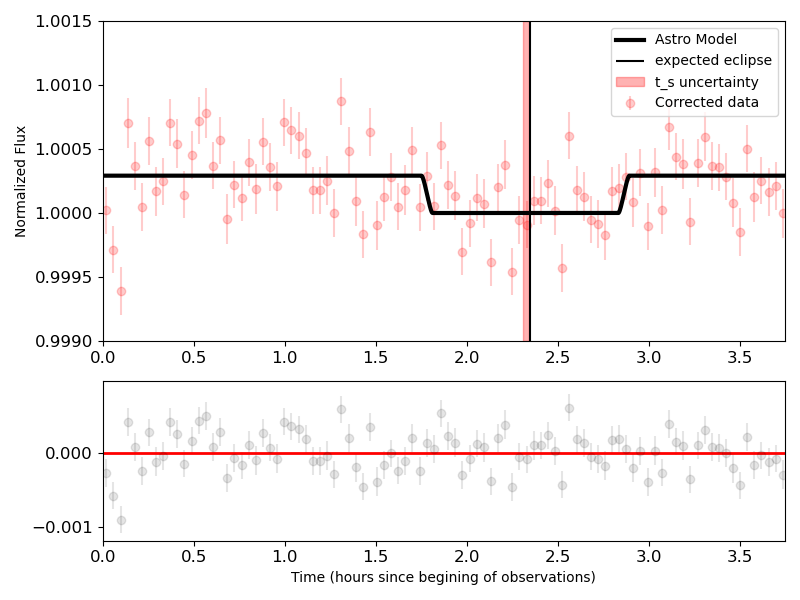 1.0015
1.0010
1.0005
1.0000
0.9995
0.9990
Normalized Flux
Astro Model
expected eclipse
t_s uncertainty
Corrected data
0.0 0.5 1.0 1.5 2.0 2.5 3.0 3.5
0.000
−0.001
0.0 0.5 1.0 1.5 2.0 2.5 3.0 3.5
Time (hours since begining of observations)